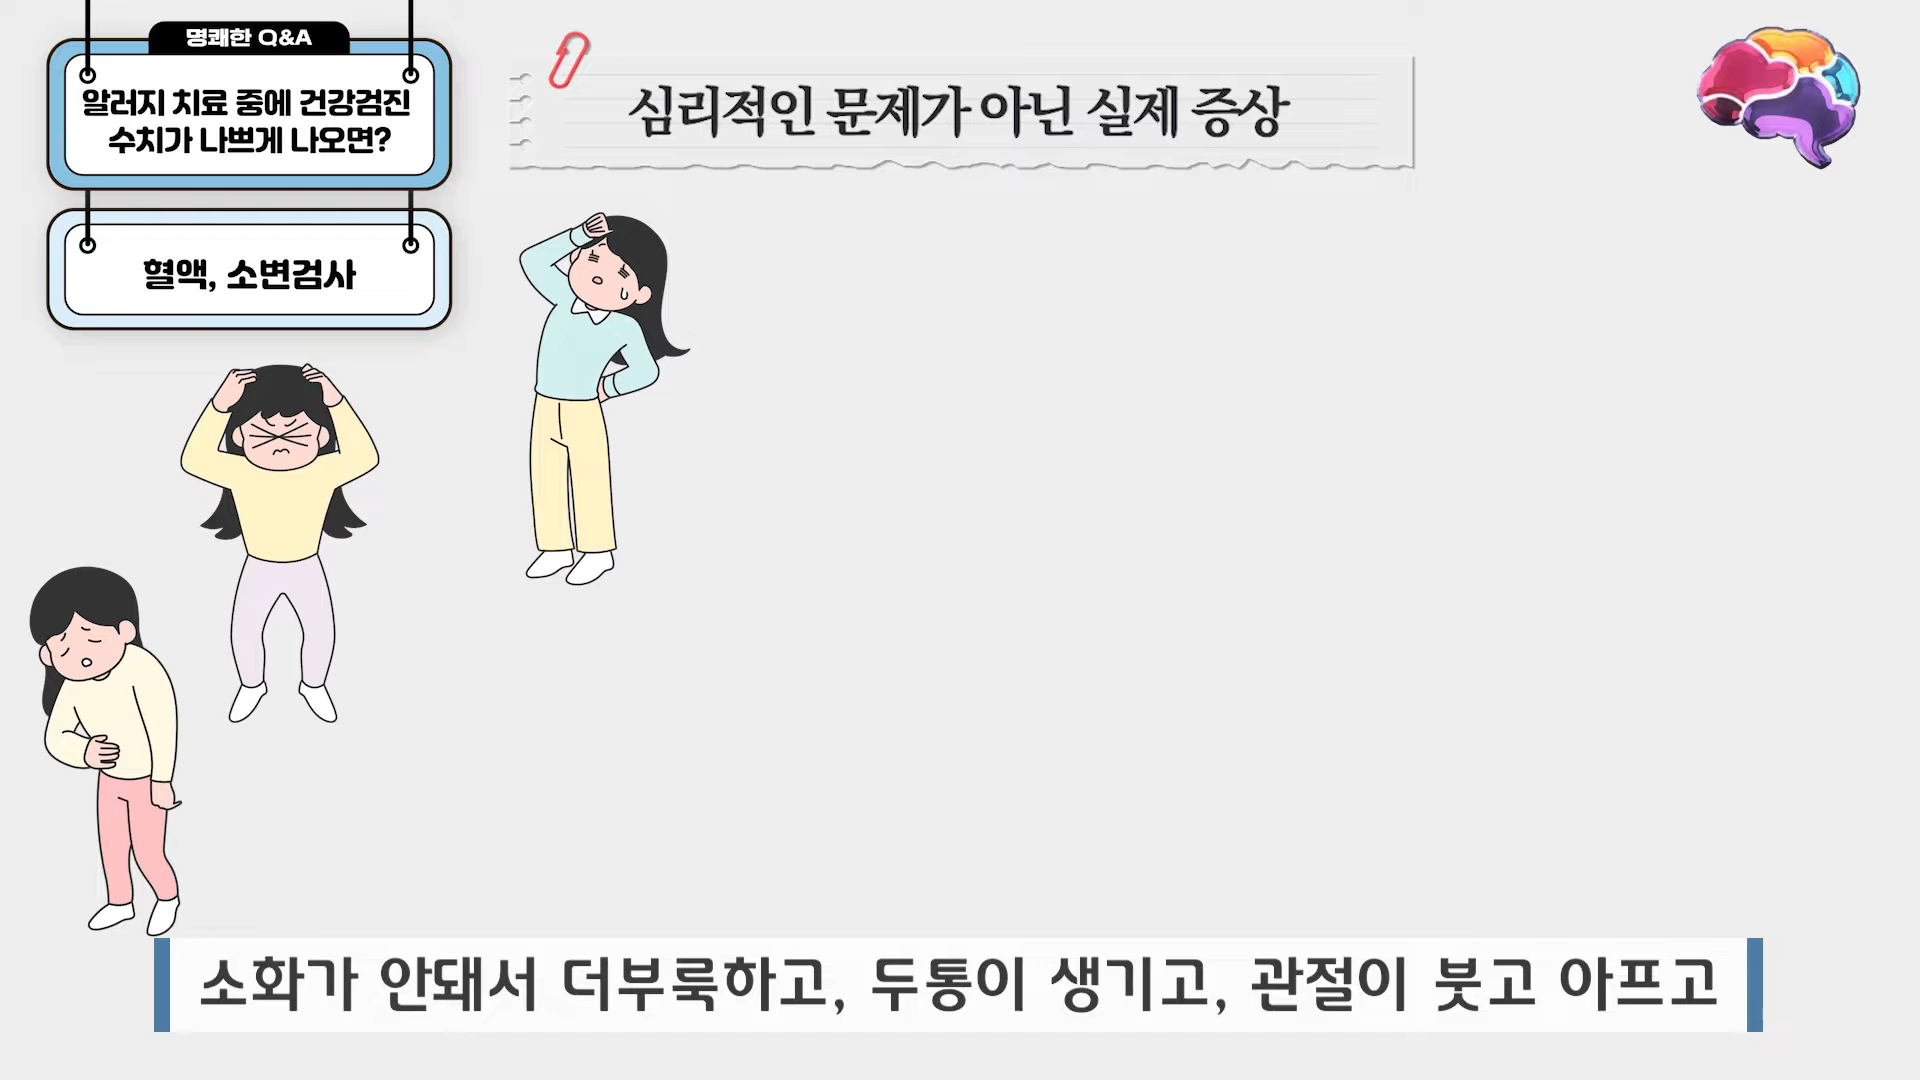 명쾌한 Q&A
알러지 치료 중에 건강검진
수치가 나쁘게 나오면?
혈액, 소변검사
심리적인 문제가 아닌 실제 증상
소화가 안돼서 더부룩하고, 두통이 생기고, 관절이 붓고 아프고